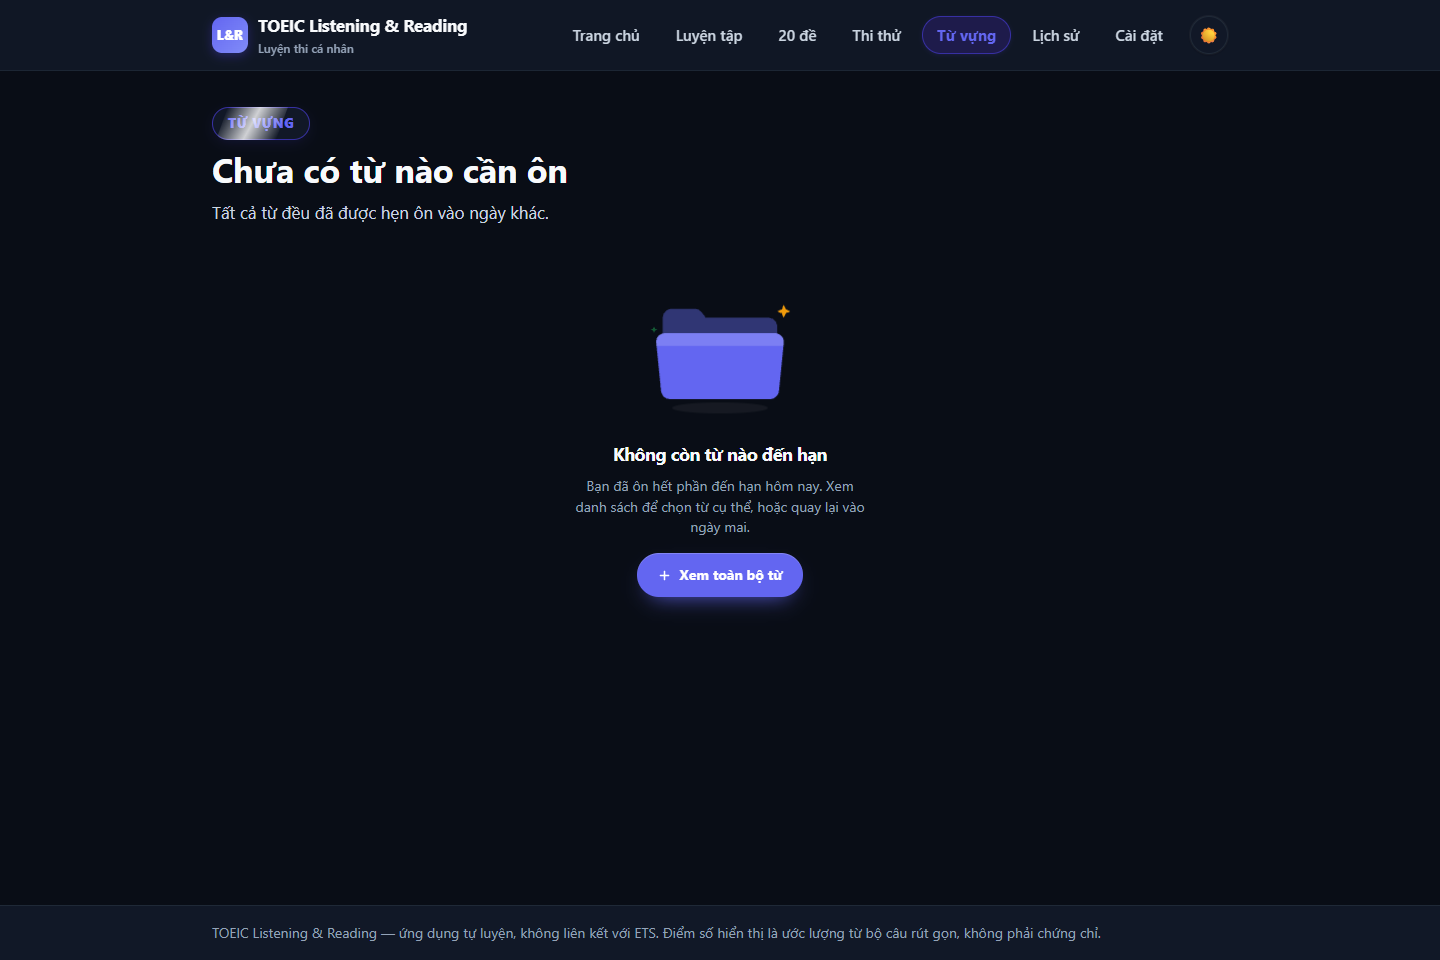 L&R
TOEIC Listening & Reading
Luyện thi cá nhân
Trang chủ
Luyện tập
20 đề
Thi thử
Từ vựng
Lịch sử
Cài đặt
TỪ VỰNG
Chưa có từ nào cần ôn
Tất cả từ đều đã được hẹn ôn vào ngày khác.
Không còn từ nào đến hạn
Bạn đã ôn hết phần đến hạn hôm nay. Xem
danh sách để chọn từ cụ thể, hoặc quay lại vào
ngày mai.
+ Xem toàn bộ từ
TOEIC Listening & Reading — ứng dụng tự luyện, không liên kết với ETS. Điểm số hiển thị là ước lượng từ bộ câu rút gọn, không phải chứng chỉ.